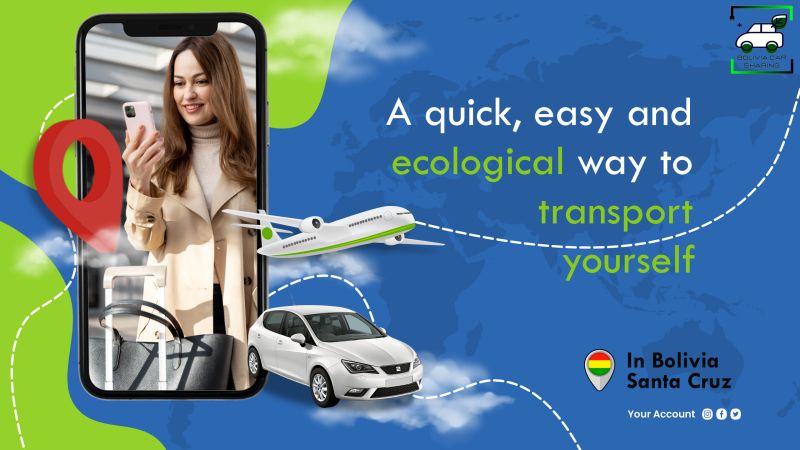 BOLIVIA CAR
SHARING
A quick, easy and
ecological way to
transport
yourself
In Bolivia
Santa Cruz
Your Account